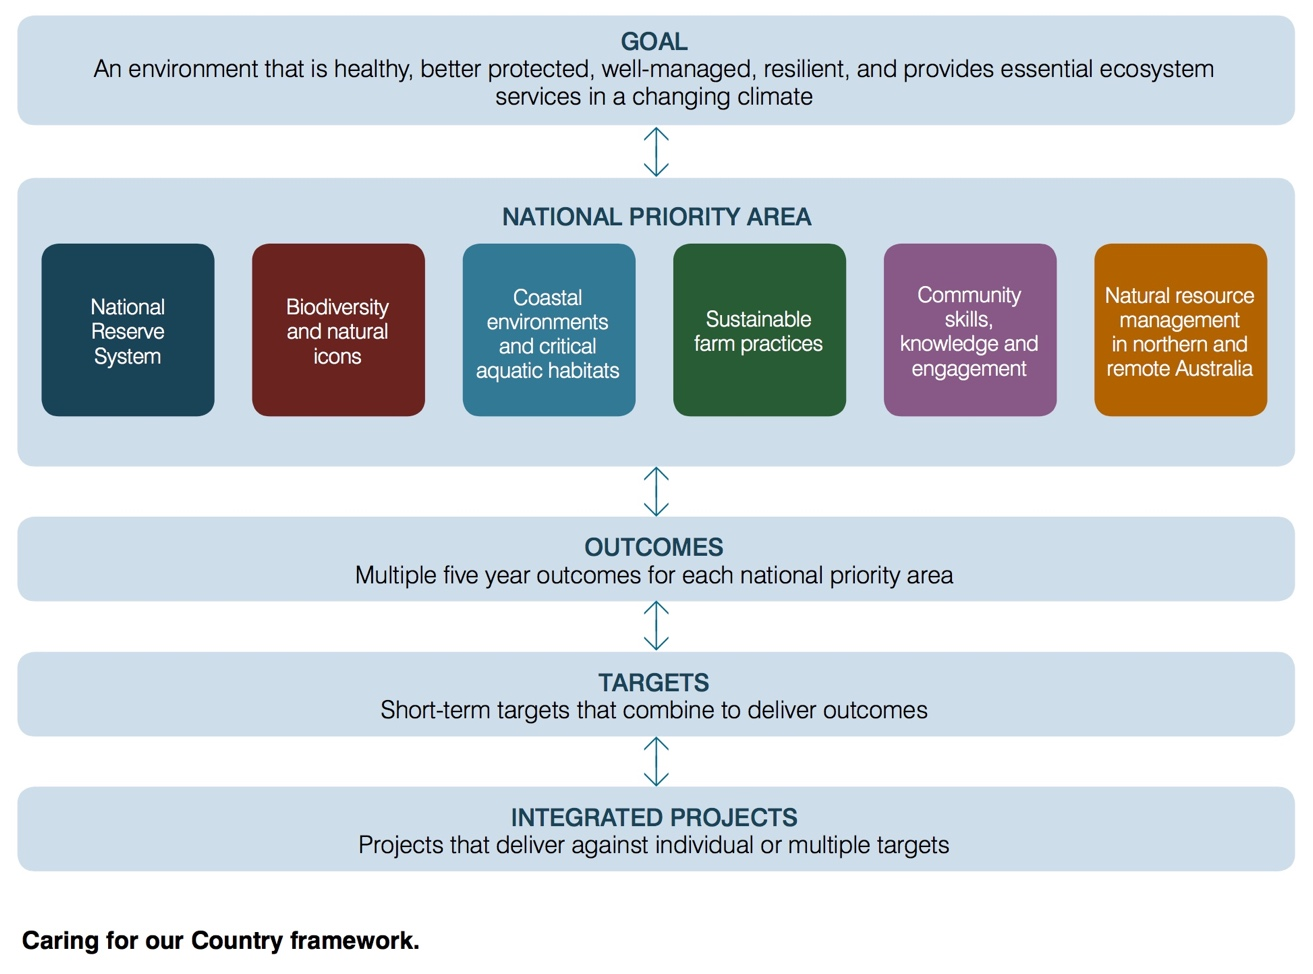 GOAL
An environment that is healthy, better protected, well-managed, resilient, and provides essential ecosystem
services in a changing climate
NATIONAL PRIORITY AREA
National
Reserve
System
Biodiversity
and natural
icons
Coastal
environments
and critical
aquatic habitats
Sustainable
farm practices
Community
skills,
knowledge and
engagement
Natural resource
management
in northern and
remote Australia
OUTCOMES
Multiple five year outcomes for each national priority area
TARGETS
Short-term targets that combine to deliver outcomes
INTEGRATED PROJECTS
Projects that deliver against individual or multiple targets
Caring for our Country framework.